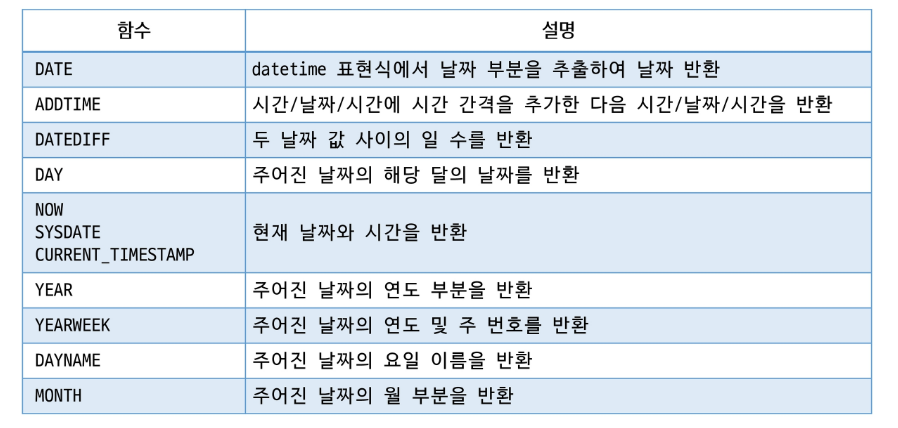 함수 설명
DATE datetime 표현식에서 날짜 부분을 추출하여 날짜 반환
ADDTIME 시간/날짜/시간에 시간 간격을 추가한 다음 시간/날짜/시간을 반환
DATEDIFF 두 날짜 값 사이의 일 수를 반환
DAY 주어진 날짜의 해당 달의 날짜를 반환
NOW
SYSDATE
CURRENT_TIMESTAMP
현재 날짜와 시간을 반환
YEAR 주어진 날짜의 연도 부분을 반환
YEARWEEK 주어진 날짜의 연도 및 주 번호를 반환
DAYNAME 주어진 날짜의 요일 이름을 반환
MONTH 주어진 날짜의 월 부분을 반환